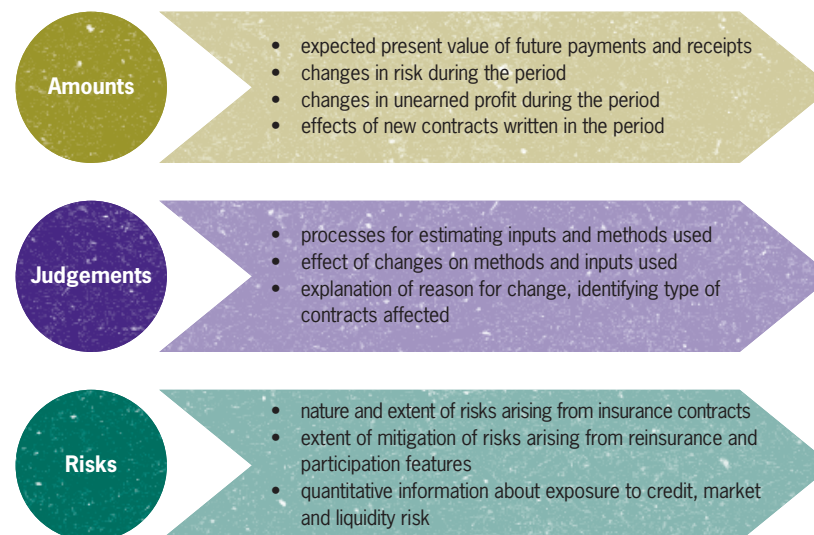 Amounts
• expected present value of future payments and receipts
• changes in risk during the period
• changes in unearned profit during the period
• effects of new contracts written in the period
Judgements
• processes for estimating inputs and methods used
• effect of changes on methods and inputs used
• explanation of reason for change, identifying type of
contracts affected
Risks
• nature and extent of risks arising from insurance contracts
• extent of mitigation of risks arising from reinsurance and
participation features
• quantitative information about exposure to credit, market
and liquidity risk